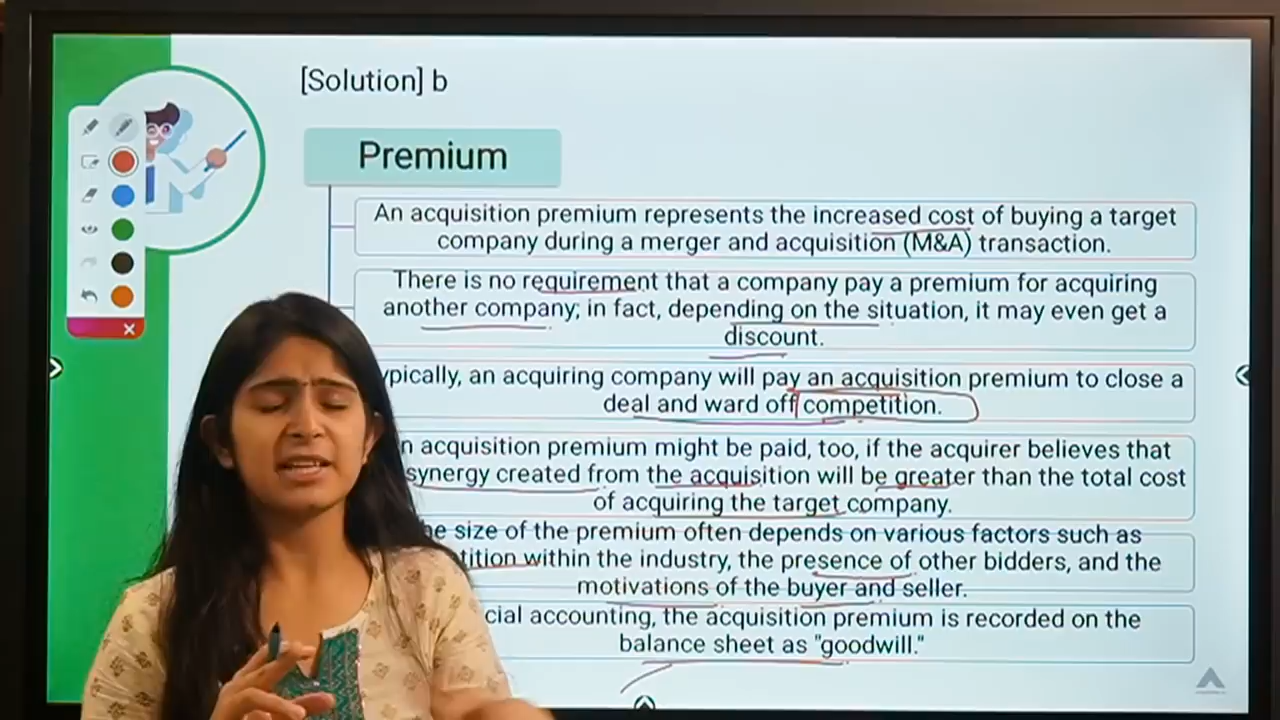 [Solution] b
Premium
An acquisition premium represents the increased cost of buying a target
company during a merger and acquisition (M&A) transaction.
There is no requirement that a company pay a premium for acquiring
another company; in fact, depending on the situation, it may even get a
discount.
ypically, an acquiring company will pay an acquisition premium to close a
deal and ward off competition.
n acquisition premium might be paid, too, if the acquirer believes that
synergy created from the acquisition will be greater than the total cost
of acquiring the target company.
he size of the premium often depends on various factors such as
tition within the industry, the presence of other bidders, and the
motivations of the buyer and seller.
cial accounting, the acquisition premium is recorded on the
balance sheet as "goodwill."